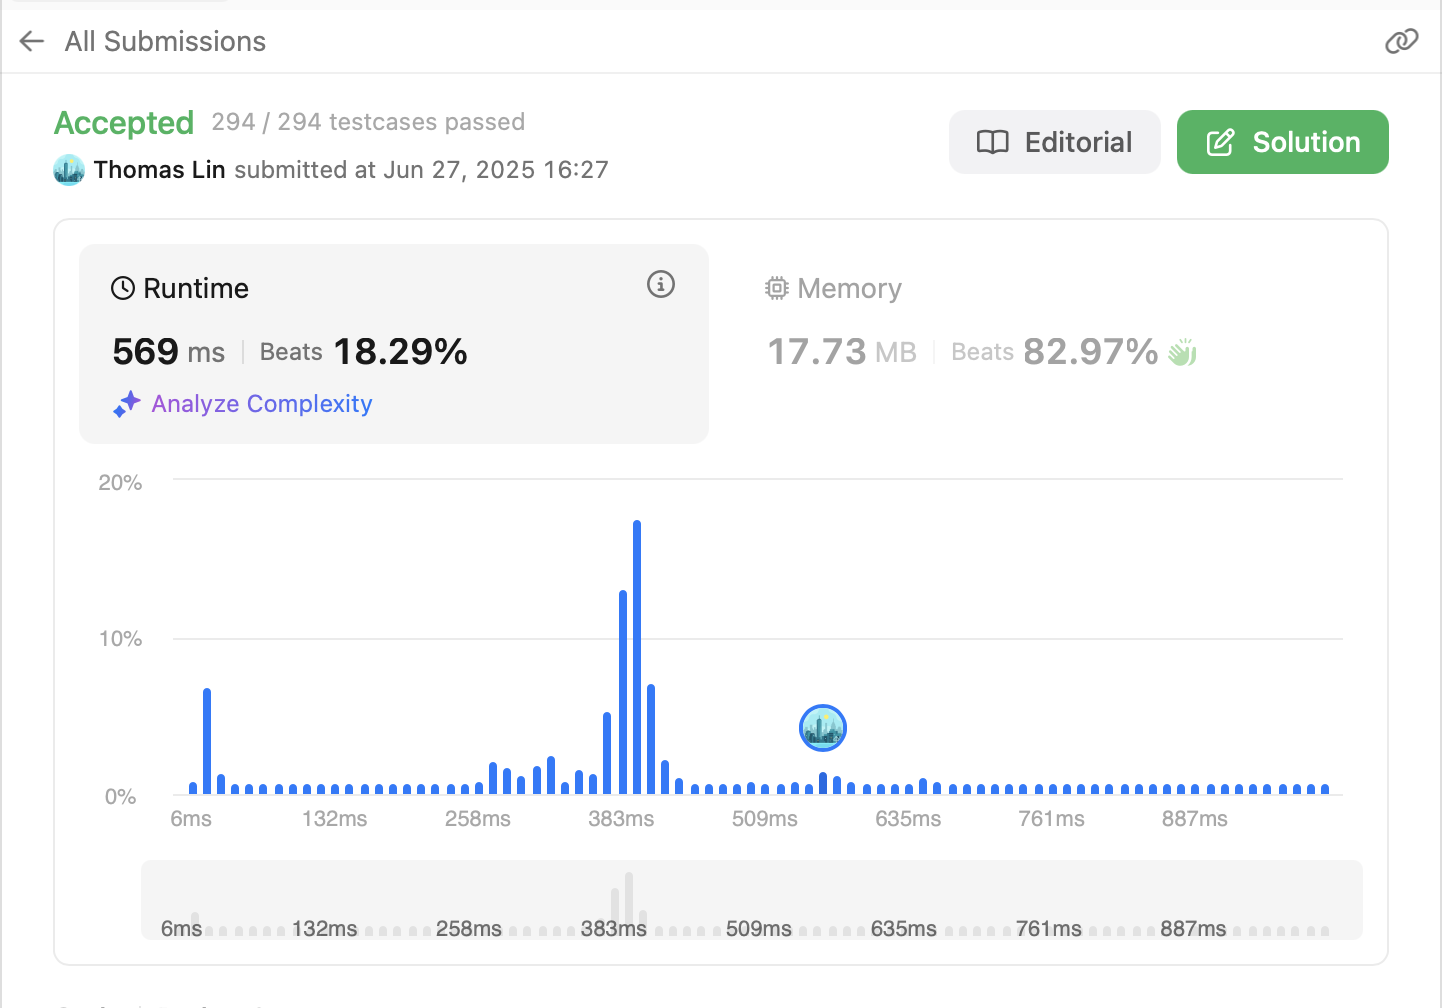 All Submissions
Accepted 294 / 294 testcases passed
Thomas Lin submitted at Jun 27, 2025 16:27
Editorial
Solution
Runtime
569 ms Beats 18.29%
Analyze Complexity
Memory
17.73 MB Beats 82.97%
20%
10%
0%
6ms 132ms 258ms 383ms 509ms 635ms 761ms 887ms
6ms 132ms 258ms 383ms 509ms 635ms 761ms 887ms